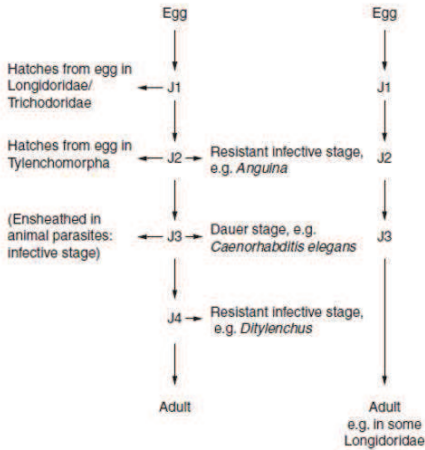 Egg
Egg
Hatches from egg in
Longidoridae/
Trichodoridae
J1
J1
Hatches from egg in
Tylenchomorpha
J2
Resistant infective stage,
e.g. Anguina
J2
(Ensheathed in
animal parasites:
infective stage)
J3
Dauer stage, e.g.
Caenorhabditis elegans
J3
J4
Resistant infective stage,
e.g. Ditylenchus
Adult
Adult
e.g. in some
Longidoridae